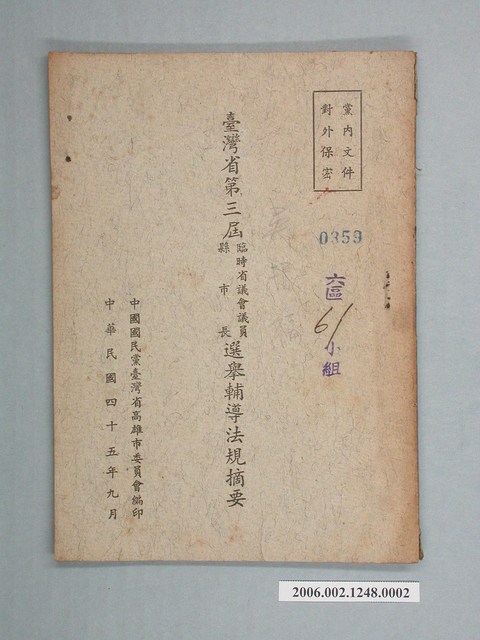 黨內文件
對外保密
0359
六區
61
小組
臺灣省第三屆
臨時省議會議員
縣市長
選舉輔導法規摘要
中國國民黨臺灣省高雄市委員會編印
中華民國四十五年九月
2006.002.1248.0002